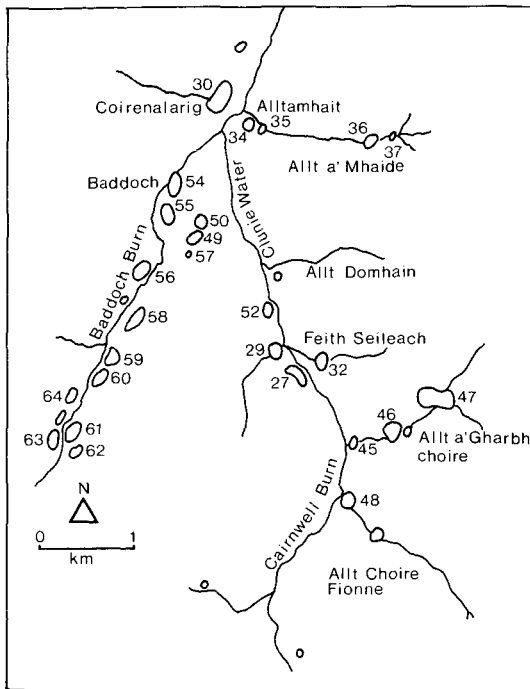 30
Coirenalarig
Alltamhait
35
34
36
37
Allt a' Mhaide
Baddoch
54
55
50
49
57
Clunie Water
Baddoch Burn
56
Allt Domhain
58
52
Feith Seileach
59
29
32
60
27
64
47
46
63
61
62
45
Allt a'Gharbh
choire
N
0 1
km
Cairnwell Burn
48
Allt Choire
Fionne